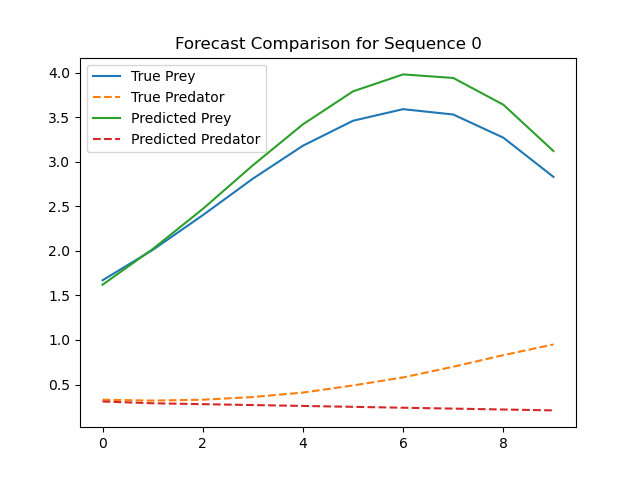 Forecast Comparison for Sequence 0
True Prey
True Predator
Predicted Prey
Predicted Predator
4.0
3.5
3.0
2.5
2.0
1.5
1.0
0.5
0 2 4 6 8